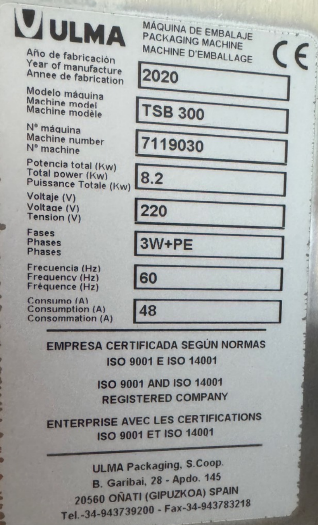 ULMA
MÁQUINA DE EMBALAJE
PACKAGING MACHINE
MACHINE D'EMBALLAGE
CE
Año de fabricación
Year of manufacture
Annee de fabrication
2020
Modelo máquina
Machine model
Machine modèle
TSB 300
Nº máquina
Machine number
Nº machine
7119030
Potencia total (Kw)
Total power (Kw)
Puissance Totale (Kw)
8.2
Voltaje (V)
Voltage (V)
Tension (V)
220
Fases
Phases
Phases
3W+PE
Frecuencia (Hz)
Frequency (Hz)
Fréquence (Hz)
60
Consumo (A)
Consumption (A)
Consommation (A)
48
EMPRESA CERTIFICADA SEGÚN NORMAS
ISO 9001 E ISO 14001
ISO 9001 AND ISO 14001
REGISTERED COMPANY
ENTERPRISE AVEC LES CERTIFICATIONS
ISO 9001 ET ISO 14001
ULMA Packaging, S.Coop.
B. Garibai, 28 - Apdo. 145
20560 OÑATI (GIPUZKOA) SPAIN
Tel.-34-943739200 - Fax-34-943783218